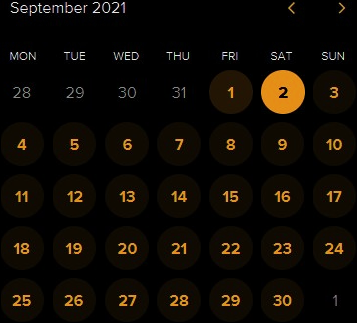 September 2021
MON TUE WED THU FRI SAT SUN
28 29 30 31 1 2 3
4 5 6 7 8 9 10
11 12 13 14 15 16 17
18 19 20 21 22 23 24
25 26 27 28 29 30 1